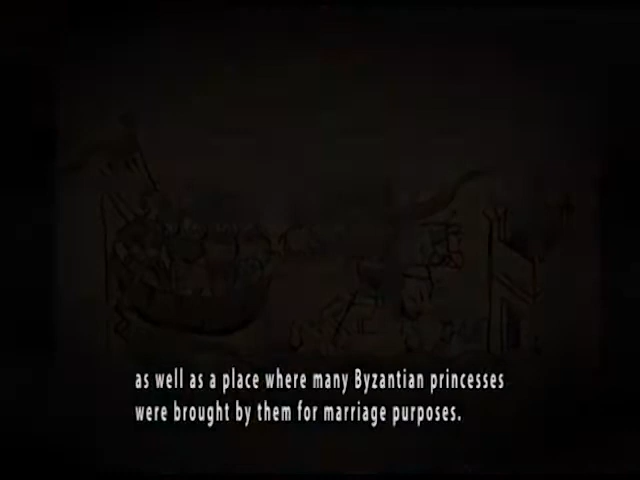 as well as a place where many Byzantian princesses
were brought by them for marriage purposes.